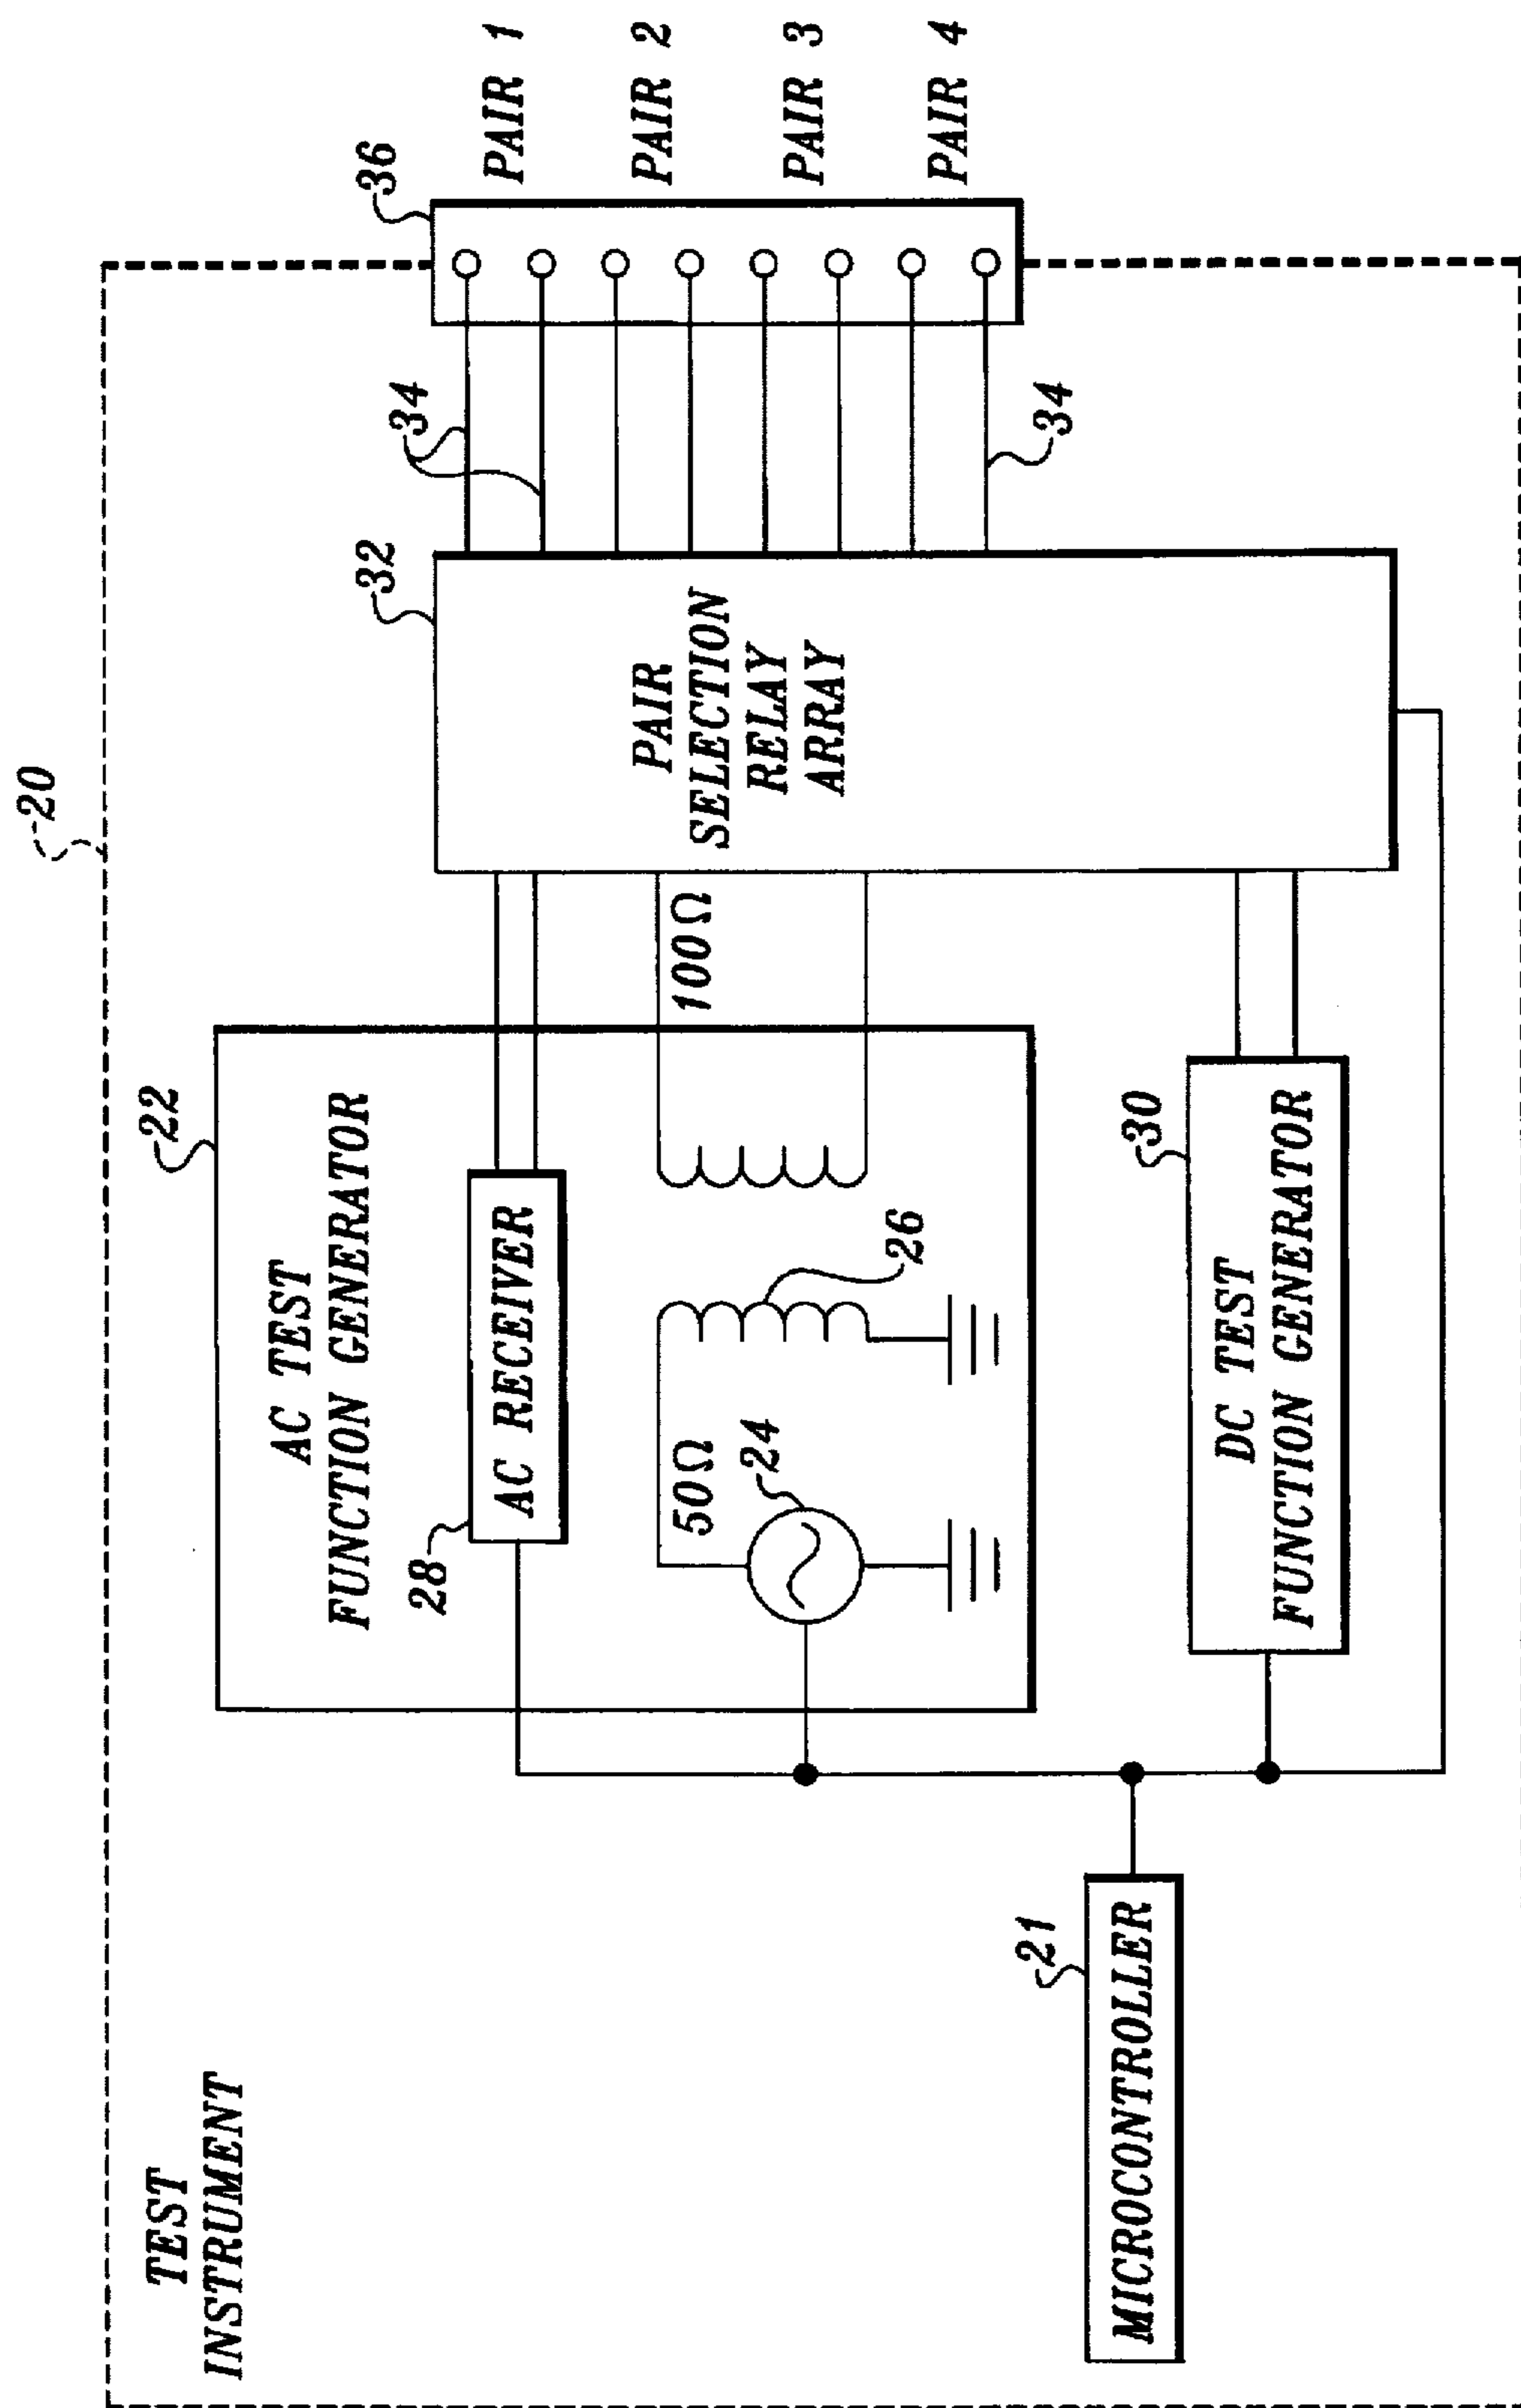 TEST
INSTRUMENT
20
22
AC TEST
FUNCTION GENERATOR
28
AC RECEIVER
50Ω
24
26
100Ω
32
PAIR
SELECTION
RELAY
ARRAY
34
34
36
PAIR 1
PAIR 2
PAIR 3
PAIR 4
21
MICROCONTROLLER
30
DC TEST
FUNCTION GENERATOR